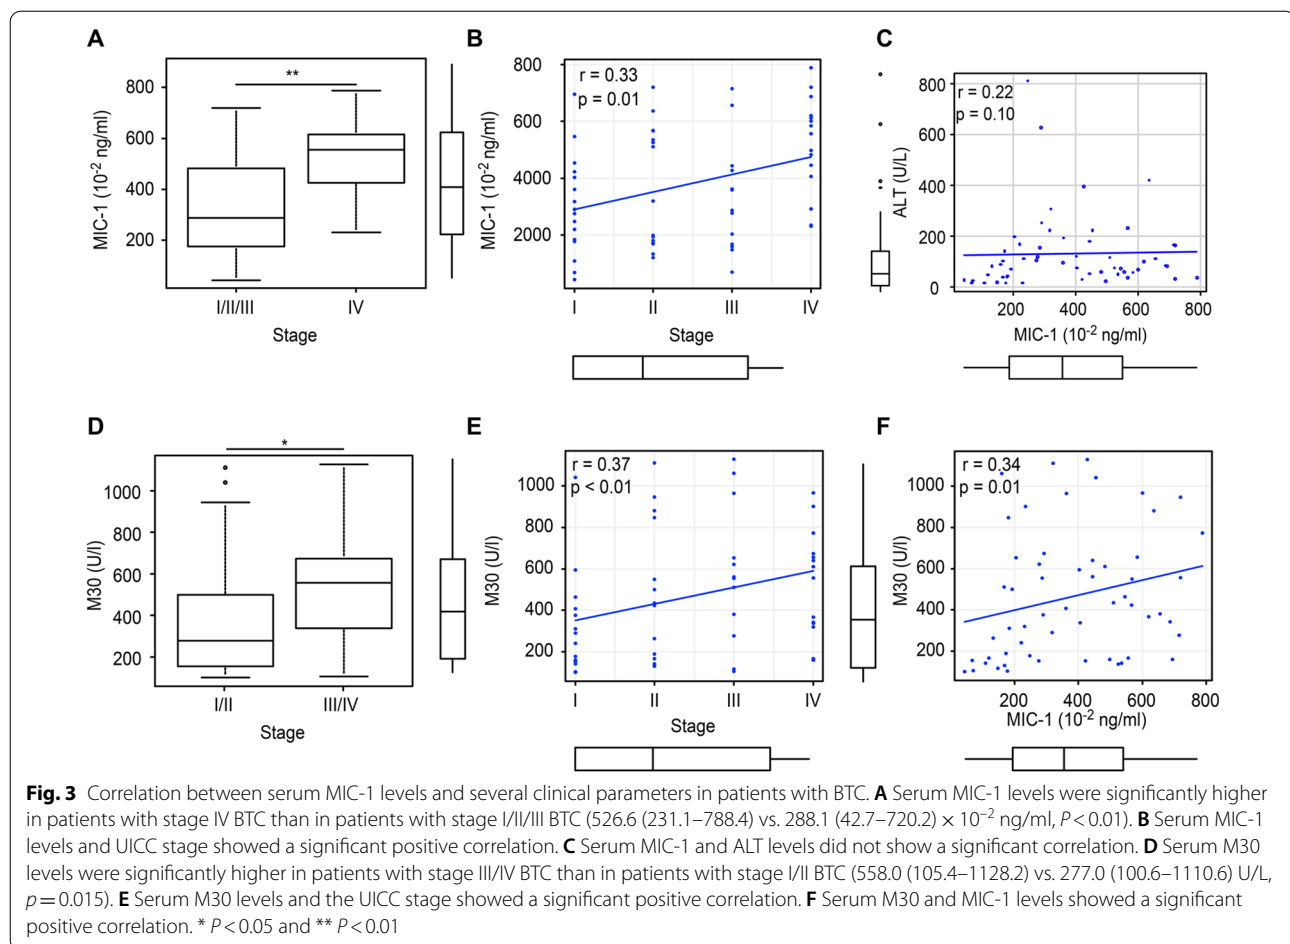 A
**
MIC-1 (10-2 ng/ml)
800
600
400
200
I/II/III IV
Stage
B
r = 0.33
p = 0.01
MIC-1 (10-2 ng/ml)
800
6000
4000
2000
I II III IV
Stage
C
r = 0.22
p = 0.10
ALT (U/L)
800
600
400
200
0
200 400 600 800
MIC-1 (10-2 ng/ml)
D
*
M30 (U/l)
1000
800
600
400
200
I/II III/IV
Stage
E
r = 0.37
p < 0.01
M30 (U/l)
1000
800
600
400
200
I II III IV
Stage
F
r = 0.34
p = 0.01
M30 (U/l)
1000
800
600
400
200
200 400 600 800
MIC-1 (10-2 ng/ml)
Fig. 3 Correlation between serum MIC-1 levels and several clinical parameters in patients with BTC. A Serum MIC-1 levels were significantly higher
in patients with stage IV BTC than in patients with stage I/II/III BTC (526.6 (231.1–788.4) vs. 288.1 (42.7–720.2) × 10−2 ng/ml, P < 0.01). B Serum MIC-1
levels and UICC stage showed a significant positive correlation. C Serum MIC-1 and ALT levels did not show a significant correlation. D Serum M30
levels were significantly higher in patients with stage III/IV BTC than in patients with stage I/II BTC (558.0 (105.4–1128.2) vs. 277.0 (100.6–1110.6) U/L,
p = 0.015). E Serum M30 levels and the UICC stage showed a significant positive correlation. F Serum M30 and MIC-1 levels showed a significant
positive correlation. * P < 0.05 and ** P < 0.01